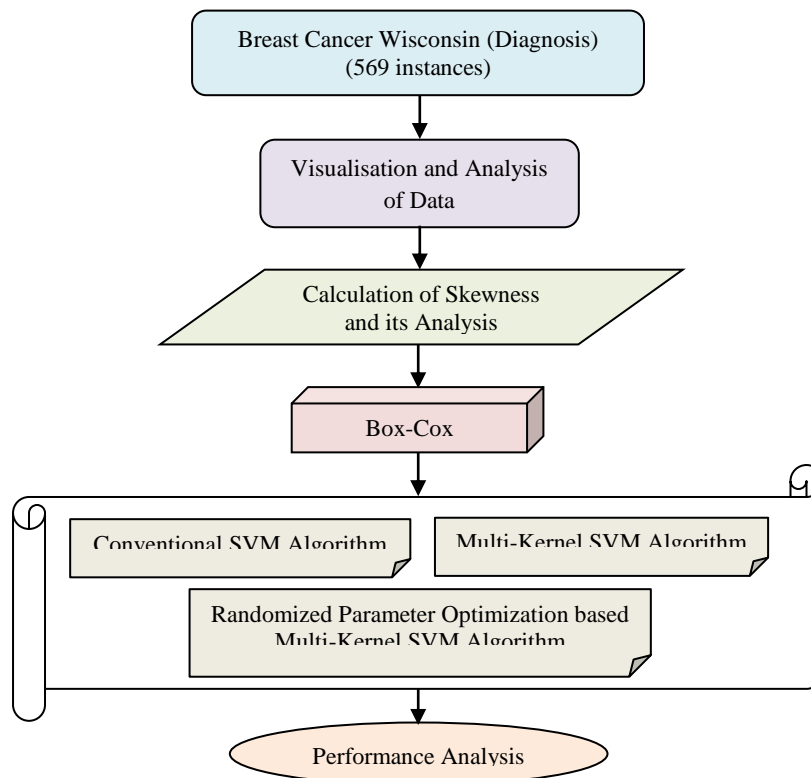 Breast Cancer Wisconsin (Diagnosis)
(569 instances)
Visualisation and Analysis
of Data
Calculation of Skewness
and its Analysis
Box-Cox
Conventional SVM Algorithm
Multi-Kernel SVM Algorithm
Randomized Parameter Optimization based
Multi-Kernel SVM Algorithm
Performance Analysis